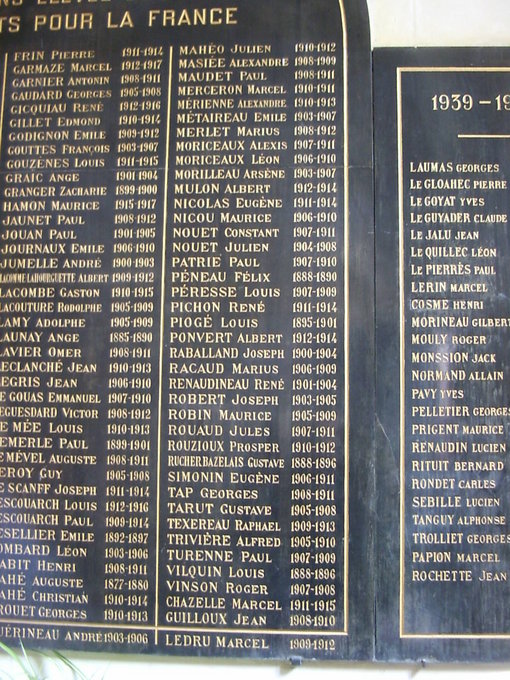 TS POUR LA FRANCE
FRIN PIERRE 1911-1914
GARMAZE MARCEL 1912-1917
GARNIER ANTONIN 1908-1911
GAUDARD GEORGES 1905-1908
GICQUIAU RENÉ 1912-1916
GILLET EDMOND 1910-1914
GODIGNON EMILE 1909-1912
GOUTTES FRANÇOIS 1903-1907
GOUZÈNES LOUIS 1911-1915
GRAIC ANGE 1901-1904
GRANGER ZACHARIE 1899-1900
HAMON MAURICE 1915-1917
JAUNET PAUL 1908-1912
JOUAN PAUL 1901-1905
JOURNAUX EMILE 1906-1910
JUMELLE ANDRÉ 1900-1903
LACOMME LAHOURGUETTE ALBERT 1909-1912
LACOMBE GASTON 1910-1915
LACOUTURE RODOLPHE 1905-1909
LAMY ADOLPHE 1905-1909
LAUNAY ANGE 1885-1890
LAVIER OMER 1908-1911
LECLANCHÉ JEAN 1910-1913
LEGRIS JEAN 1906-1910
LE GOUAS EMMANUEL 1907-1910
LEGUESDARD VICTOR 1908-1912
LE MÉE LOUIS 1910-1913
LEMERLE PAUL 1899-1901
LE MÉVEL AUGUSTE 1908-1911
LEROY GUY 1905-1908
LE SCANFF JOSEPH 1911-1914
LESCOUARCH LOUIS 1912-1916
LESCOUARCH PAUL 1909-1914
LESELLIER EMILE 1892-1897
LOMBARD LÉON 1903-1906
ABIT HENRI 1908-1911
AHÉ AUGUSTE 1877-1880
AHÉ CHRISTIAN 1910-1914
ROUET GEORGES 1910-1913
UÉRINEAU ANDRÉ 1903-1906
MAHÉO JULIEN 1910-1912
MASIÉE ALEXANDRE 1908-1909
MAUDET PAUL 1908-1911
MERCERON MARCEL 1910-1911
MÉRIENNE ALEXANDRE 1910-1913
MÉTAIREAU EMILE 1903-1907
MERLET MARIUS 1908-1912
MORICEAUX ALEXIS 1907-1911
MORICEAUX LÉON 1906-1910
MORILLEAU ARSÈNE 1903-1907
MULON ALBERT 1912-1914
NICOLAS EUGÈNE 1911-1914
NICOU MAURICE 1906-1910
NOUET CONSTANT 1907-1911
NOUET JULIEN 1904-1908
PATRIE PAUL 1907-1910
PÉNEAU FÉLIX 1888-1890
PÉRESSE LOUIS 1907-1909
PICHON RENÉ 1911-1914
PIOGÉ LOUIS 1895-1901
PONVERT ALBERT 1912-1914
RABALLAND JOSEPH 1900-1904
RACAUD MARIUS 1906-1909
RENAUDINEAU RENÉ 1901-1904
ROBERT JOSEPH 1903-1905
ROBIN MAURICE 1905-1909
ROUAUD JULES 1907-1911
ROUZIOUX PROSPER 1910-1912
RUCHER BAZELAIS GUSTAVE 1888-1896
SIMONIN EUGÈNE 1906-1911
TAP GEORGES 1908-1911
TARUT GUSTAVE 1905-1908
TEXEREAU RAPHAEL 1909-1913
TRIVIÈRE ALFRED 1905-1910
TURENNE PAUL 1907-1909
VILQUIN LOUIS 1888-1896
VINSON ROGER 1907-1908
CHAZELLE MARCEL 1911-1915
GUILLOUX JEAN 1908-1910
LEDRU MARCEL 1909-1912
1939-19
LAUMAS GEORGES
LE GLOAHEC PIERRE
LE GOYAT YVES
LE GUYADER CLAUDE
LE JALU JEAN
LE QUILLEC LÉON
LE PIERRÈS PAUL
LERIN MARCEL
COSME HENRI
MORINEAU GILBERT
MOULY ROGER
MONSSION JACK
NORMAND ALLAIN
PAVY YVES
PELLETIER GEORGES
PRIGENT MAURICE
RENAUDIN LUCIEN
RITUIT BERNARD
RONDET CARLES
SEBILLE LUCIEN
TANGUY ALPHONSE
TROLLIET GEORGES
PAPION MARCEL
ROCHETTE JEAN